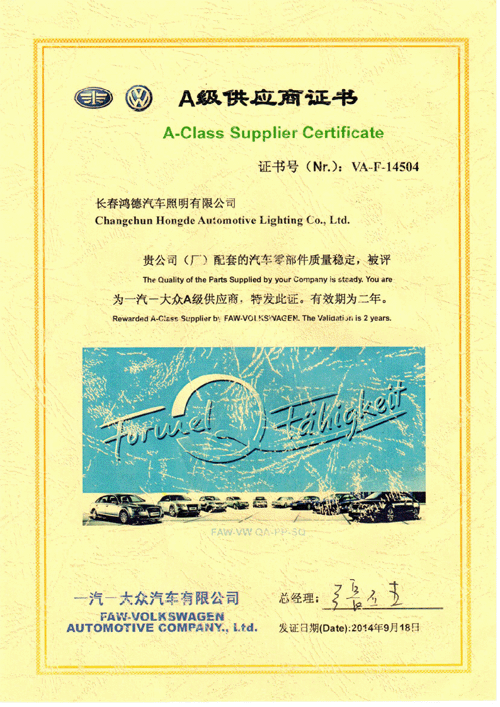 A级供应商证书
A-Class Supplier Certificate
证书号（Nr.）：VA-F-14504
长春鸿德汽车照明有限公司
Changchun Hongde Automotive Lighting Co., Ltd.
贵公司（厂）配套的汽车零部件质量稳定，被评
The Quality of the Parts Supplied by your Company is steady. You are
为一汽－大众A级供应商，特发此证。有效期为二年。
Rewarded A-Class Supplier by FAW-VOLKSWAGEN. The Validation is 2 years.
Formel Q Fähigkeit
FAW-VW QA-PP-SQ
一汽－大众汽车有限公司
FAW-VOLKSWAGEN
AUTOMOTIVE COMPANY., Ltd.
总经理：
发证日期(Date):2014年9月18日